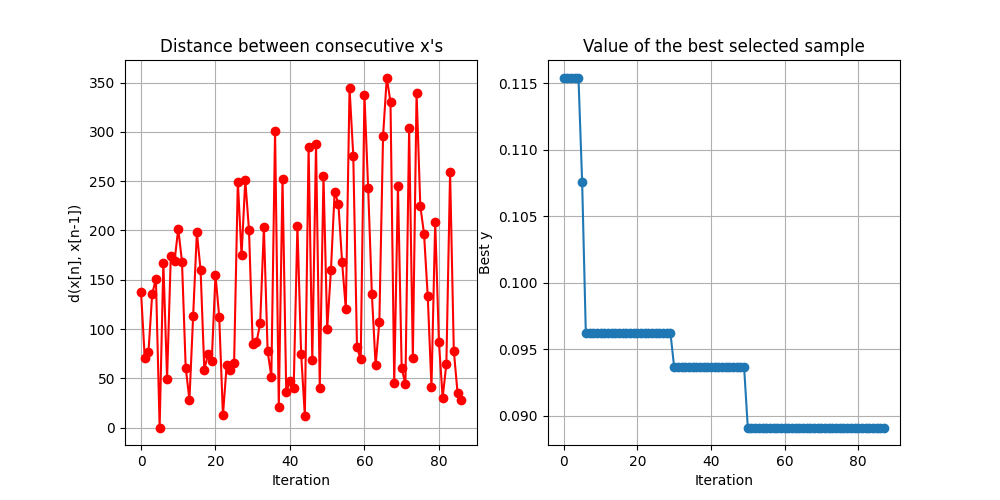 Distance between consecutive x's
d(x[n], x[n-1])
350
300
250
200
150
100
50
0
0 20 40 60 80
Iteration
Value of the best selected sample
Best y
0.115
0.110
0.105
0.100
0.095
0.090
0 20 40 60 80
Iteration